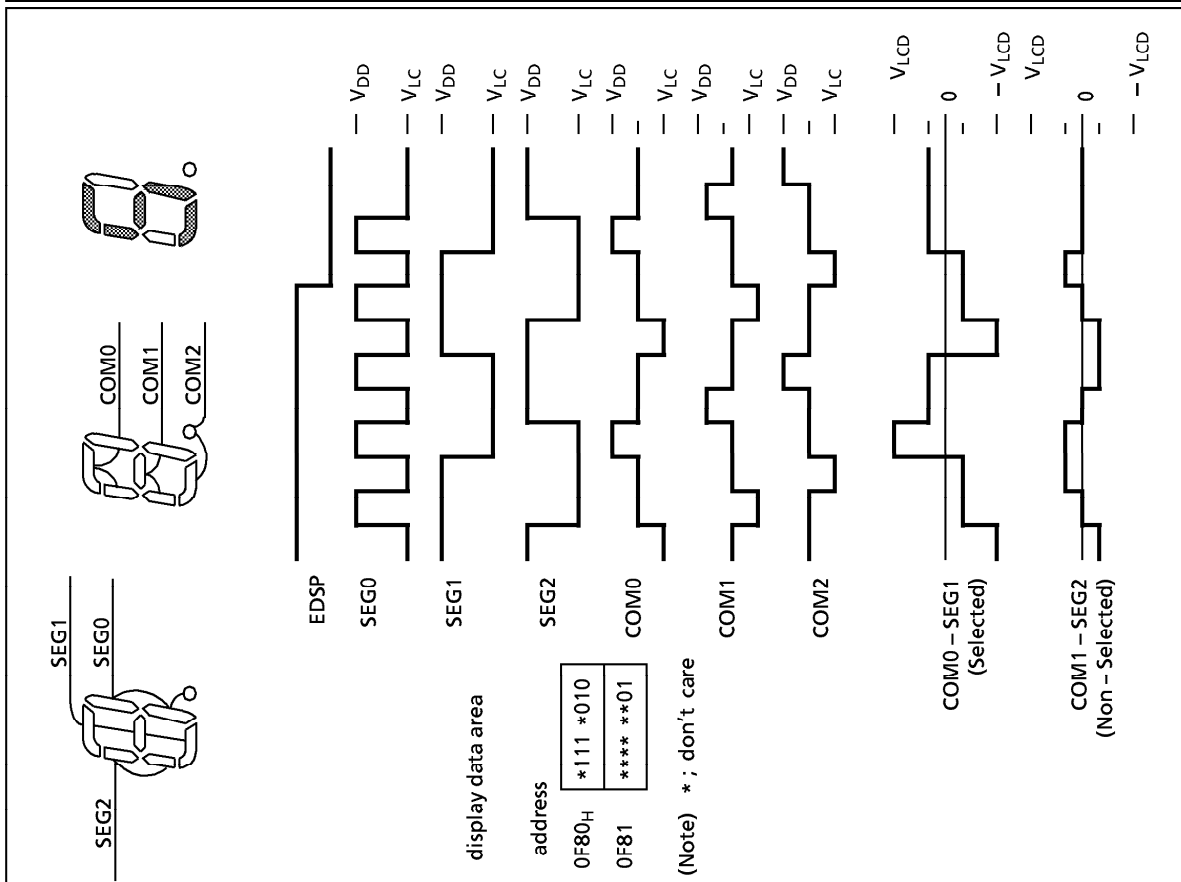 SEG1
SEG0
SEG2
COM0
COM1
COM2
display data area
address
0F80H *111 *010
0F81 **** **01
(Note) * ; don't care
EDSP
SEG0
VDD
VLC
SEG1
VDD
VLC
SEG2
VDD
VLC
COM0
VDD
VLC
COM1
VDD
VLC
COM2
VDD
VLC
COM0 – SEG1
(Selected)
VLCD
0
– VLCD
COM1 – SEG2
(Non – Selected)
VLCD
0
– VLCD